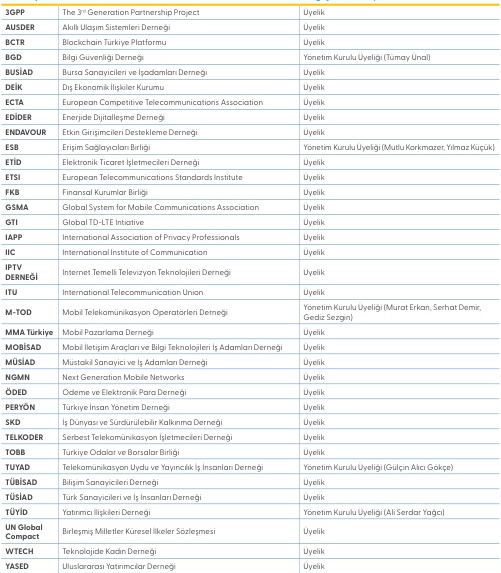 3GPP The 3rd Generation Partnership Project Üyelik
AUSDER Akıllı Ulaşım Sistemleri Derneği Üyelik
BCTR Blockchain Türkiye Platformu Üyelik
BGD Bilgi Güvenliği Derneği Yönetim Kurulu Üyeliği (Tümay Ünal)
BUSİAD Bursa Sanayicileri ve İşadamları Derneği Üyelik
DEİK Dış Ekonomik İlişkiler Kurumu Üyelik
ECTA European Competitive Telecommunications Association Üyelik
EDİDER Enerjide Dijitalleşme Derneği Üyelik
ENDAVOUR Etkin Girişimcileri Destekleme Derneği Üyelik
ESB Erişim Sağlayıcıları Birliği Yönetim Kurulu Üyeliği (Mutlu Korkmazer, Yılmaz Küçük)
ETİD Elektronik Ticaret İşletmecileri Derneği Üyelik
ETSI European Telecommunications Standards Institute Üyelik
FKB Finansal Kurumlar Birliği Üyelik
GSMA Global System for Mobile Communications Association Üyelik
GTI Global TD-LTE Intiative Üyelik
IAPP International Association of Privacy Professionals Üyelik
IIC International Institute of Communication Üyelik
IPTV
DERNEĞİ Internet Temelli Televizyon Teknolojileri Derneği Üyelik
ITU International Telecommunication Union Üyelik
M-TOD Mobil Telekomünikasyon Operatörleri Derneği Yönetim Kurulu Üyeliği (Murat Erkan, Serhat Demir,
Gediz Sezgin)
MMA Türkiye Mobil Pazarlama Derneği Üyelik
MOBİSAD Mobil İletişim Araçları ve Bilgi Teknolojileri İş Adamları Derneği Üyelik
MÜSİAD Müstakil Sanayici ve İş Adamları Derneği Üyelik
NGMN Next Generation Mobile Networks Üyelik
ÖDED Ödeme ve Elektronik Para Derneği Üyelik
PERYÖN Türkiye İnsan Yönetim Derneği Üyelik
SKD İş Dünyası ve Sürdürülebilir Kalkınma Derneği Üyelik
TELKODER Serbest Telekomünikasyon İşletmecileri Derneği Üyelik
TOBB Türkiye Odalar ve Borsalar Birliği Üyelik
TUYAD Telekomünikasyon Uydu ve Yayıncılık İş İnsanları Derneği Yönetim Kurulu Üyeliği (Gülçin Alıcı Gökçe)
TÜBİSAD Bilişim Sanayicileri Derneği Üyelik
TÜSİAD Türk Sanayicileri ve İş İnsanları Derneği Üyelik
TÜYİD Yatırımcı İlişkileri Derneği Yönetim Kurulu Üyeliği (Ali Serdar Yağcı)
UN Global
Compact Birleşmiş Milletler Küresel İlkeler Sözleşmesi Üyelik
WTECH Teknolojide Kadın Derneği Üyelik
YASED Uluslararası Yatırımcılar Derneği Üyelik